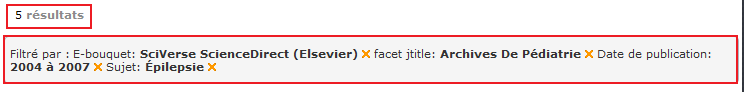 5 résultats
Filtré par : E-bouquet: SciVerse ScienceDirect (Elsevier) facet jtitle: Archives De Pédiatrie Date de publication:
2004 à 2007 Sujet: Épilepsie